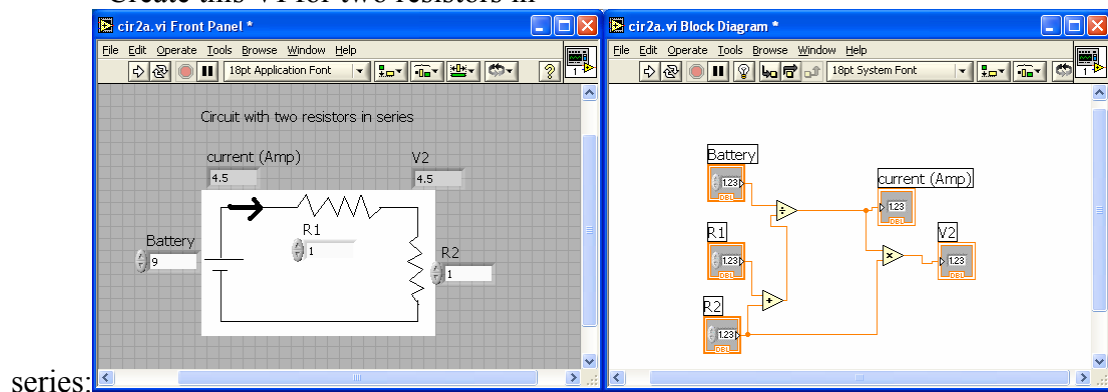 Create this VI for two resistors in
cir2a.vi Front Panel *
File Edit Operate Tools Browse Window Help
18pt Application Font
?
1
Circuit with two resistors in series
current (Amp)
4.5
V2
4.5
R1
1
Battery
9
R2
1
cir2a.vi Block Diagram *
File Edit Operate Tools Browse Window Help
18pt System Font
1
Battery
1.23
DBL
current (Amp)
1.23
DBL
÷
R1
1.23
DBL
V2
1.23
DBL
×
+
R2
1.23
DBL
series: